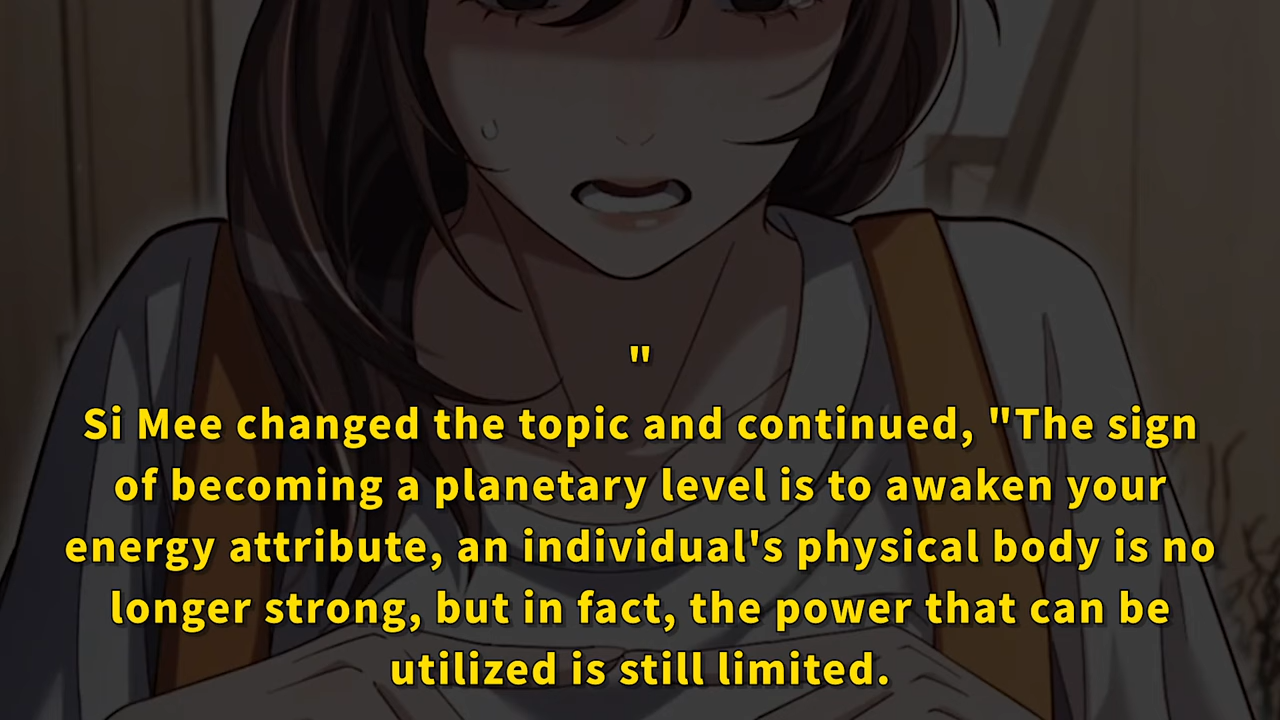 "
Si Mee changed the topic and continued, "The sign
of becoming a planetary level is to awaken your
energy attribute, an individual's physical body is no
longer strong, but in fact, the power that can be
utilized is still limited.